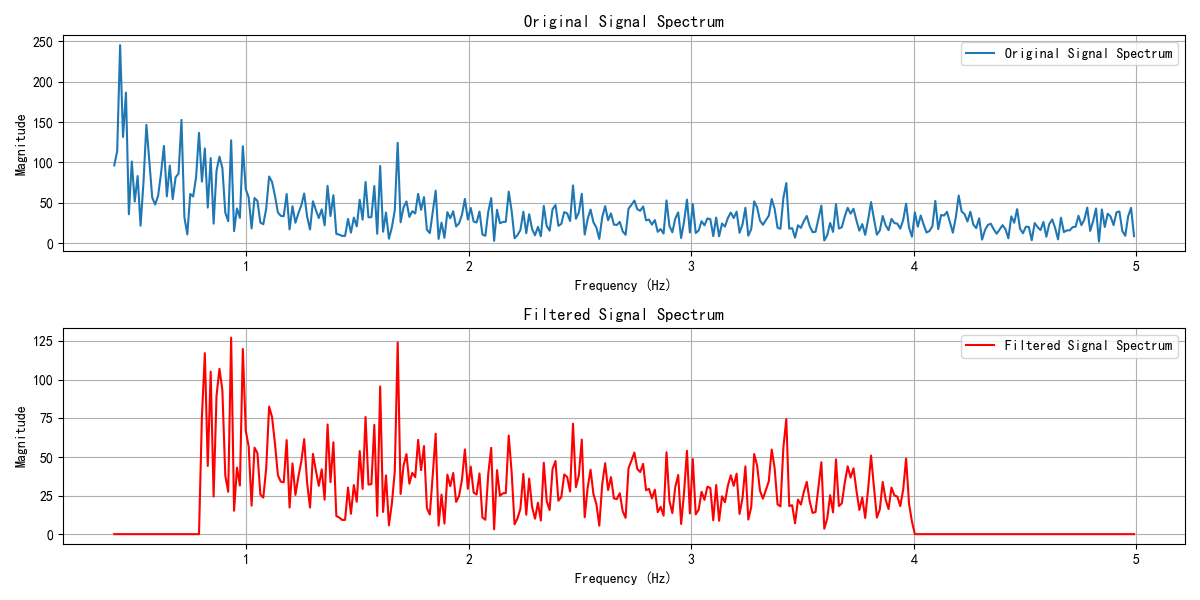 Original Signal Spectrum
250
200
150
100
50
0
Magnitude
Original Signal Spectrum
1
2
3
4
5
Frequency (Hz)
Filtered Signal Spectrum
125
100
75
50
25
0
Magnitude
Filtered Signal Spectrum
1
2
3
4
5
Frequency (Hz)